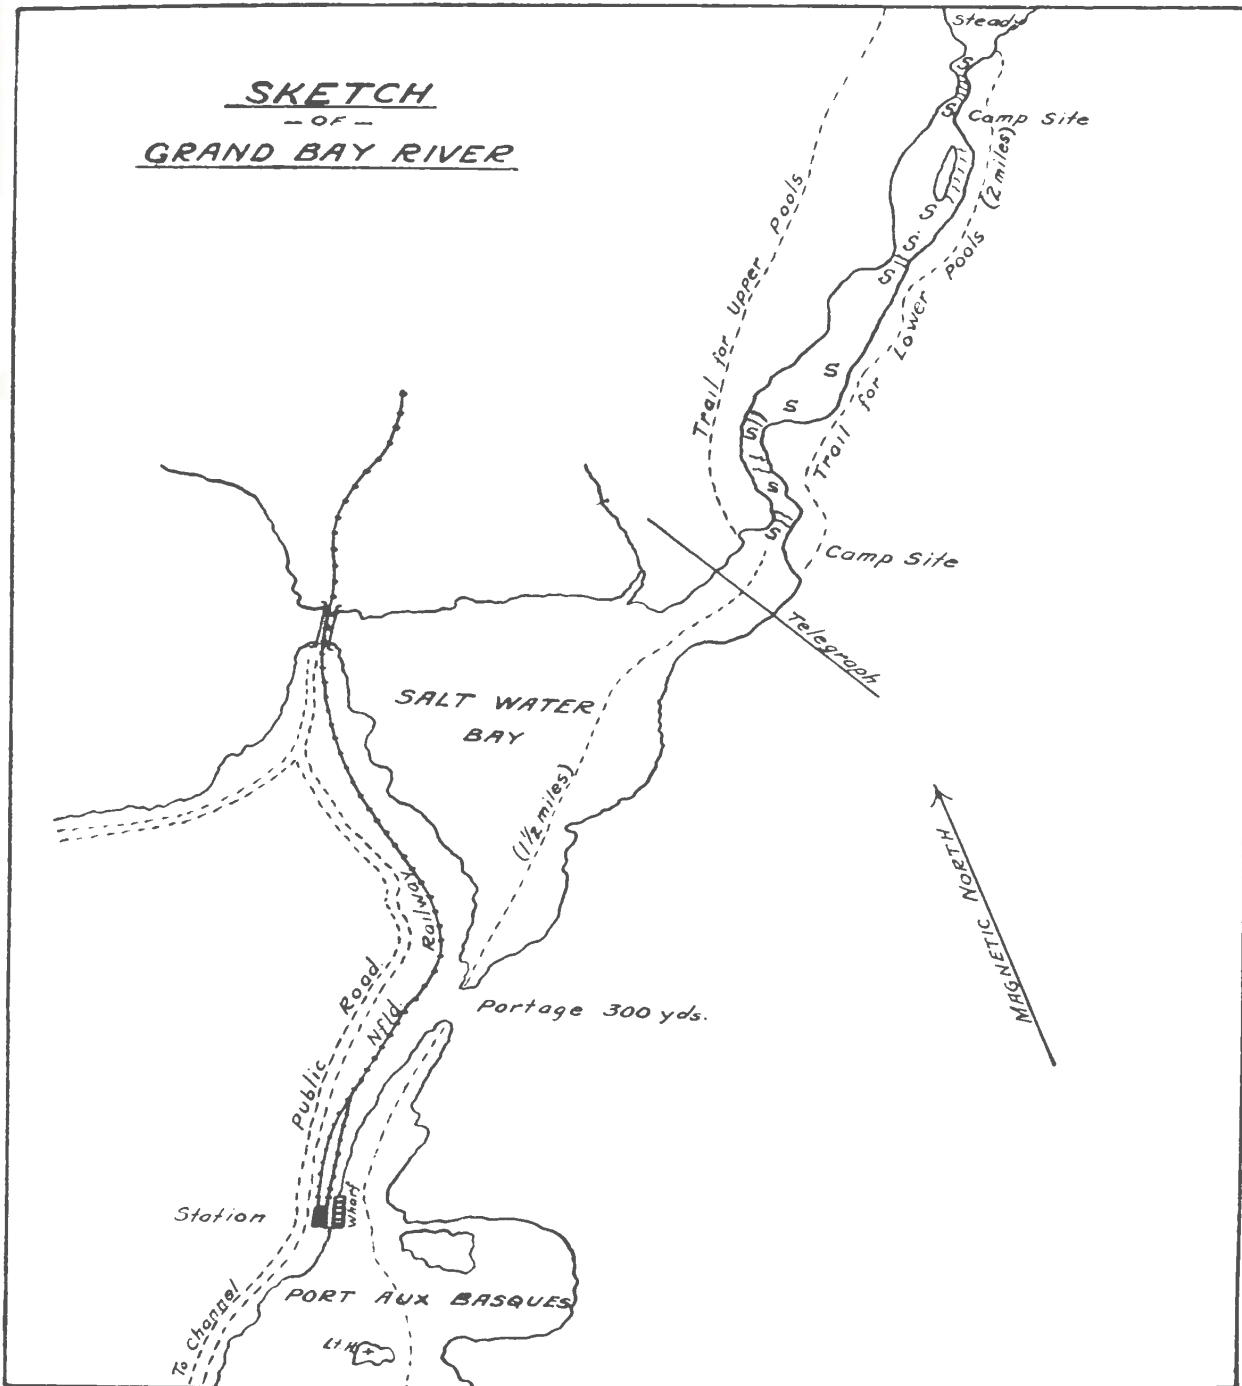 SKETCH
— OF —
GRAND BAY RIVER
Steady
S
S
Camp Site
S
S
S
Trail for Upper Pools
Trail for Lower Pools (2 miles)
S
S
S
S
S
Camp Site
Telegraph
SALT WATER
BAY
(1½ miles)
MAGNETIC NORTH
Nfld. Railway
Public Road
Portage 300 yds.
Station
Wharf
PORT AUX BASQUES
Lt. H.
To Channel